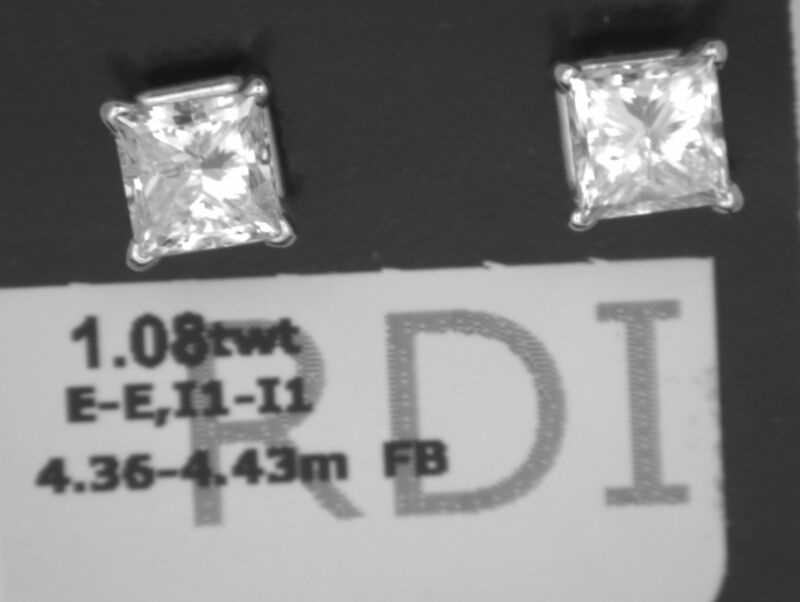 RDI
1.08twt
E-E,I1-I1
4.36-4.43m FB